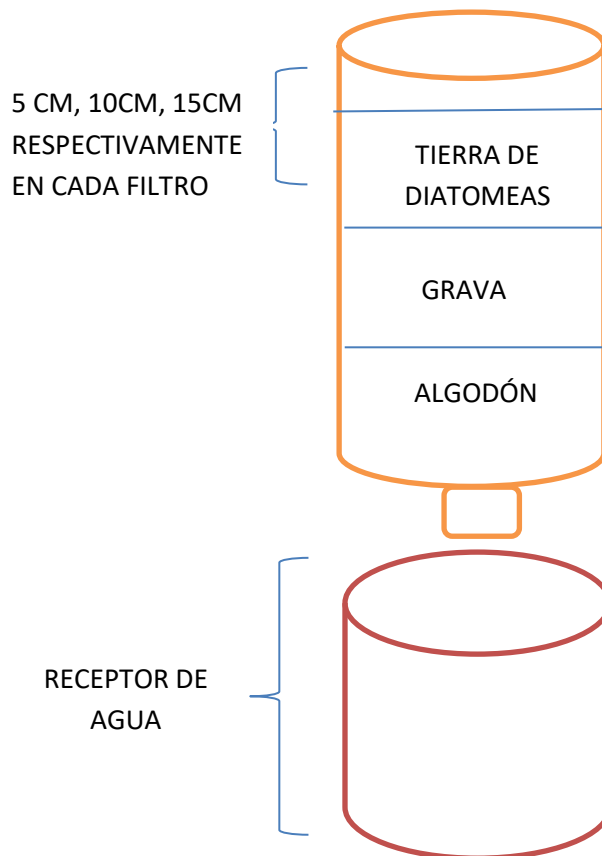 5 CM, 10CM, 15CM
RESPECTIVAMENTE
EN CADA FILTRO
TIERRA DE
DIATOMEAS
GRAVA
ALGODÓN
RECEPTOR DE
AGUA